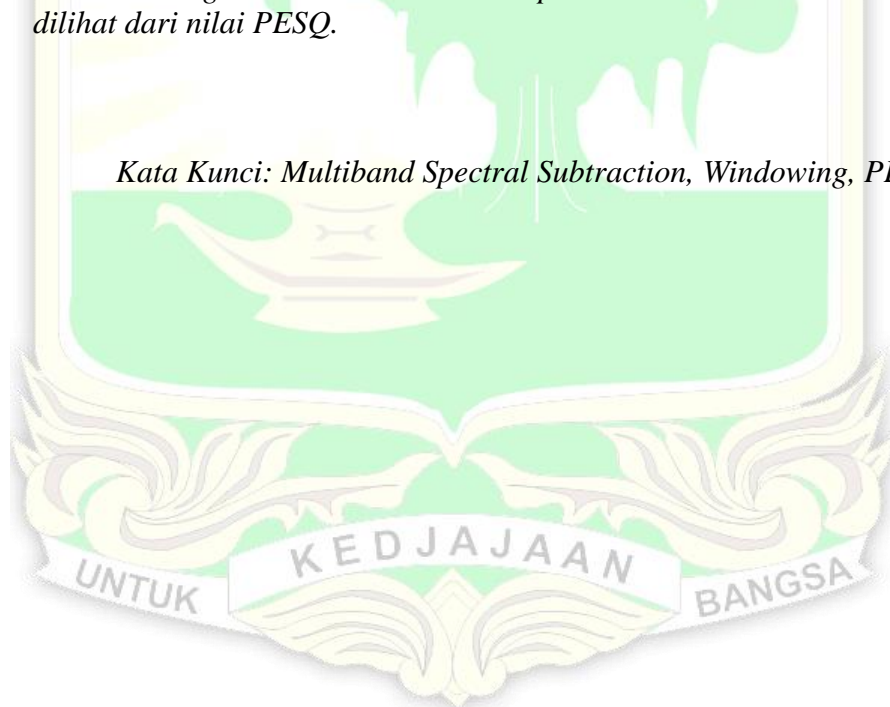 dilihat dari nilai PESQ.
Kata Kunci: Multiband Spectral Subtraction, Windowing,
UNTUK KEDJAJAAN BANGSA